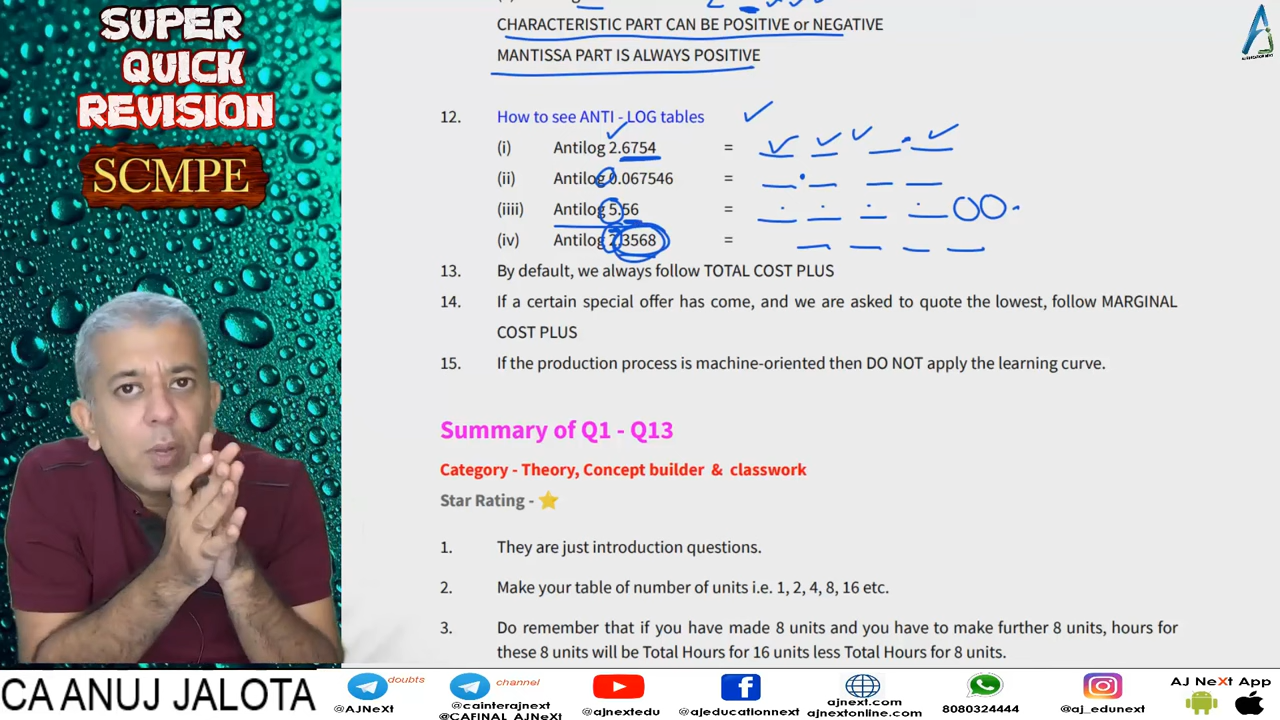 SUPER
QUICK
REVISION
SCMPE
CHARACTERISTIC PART CAN BE POSITIVE or NEGATIVE
MANTISSA PART IS ALWAYS POSITIVE
12. How to see ANTI - LOG tables
(i) Antilog 2.6754 =
(ii) Antilog 0.067546 =
(iiii) Antilog 5.56 =
(iv) Antilog 2.3568 =
13. By default, we always follow TOTAL COST PLUS
14. If a certain special offer has come, and we are asked to quote the lowest, follow MARGINAL
COST PLUS
15. If the production process is machine-oriented then DO NOT apply the learning curve.
Summary of Q1 - Q13
Category - Theory, Concept builder & classwork
Star Rating - ⭐
1. They are just introduction questions.
2. Make your table of number of units i.e. 1, 2, 4, 8, 16 etc.
3. Do remember that if you have made 8 units and you have to make further 8 units, hours for
these 8 units will be Total Hours for 16 units less Total Hours for 8 units.
CA ANUJ JALOTA
doubts
@AJNeXt
channel
@cainterajnext
@CAFINAL_AJNeXt
@ajnextedu
@ajeducationnext
ajnext.com
ajnextonline.com
8080324444
@aj_edunext
AJ NeXt App